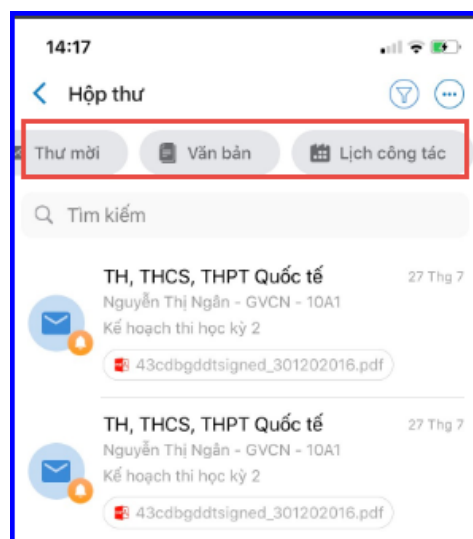 14:17
Hộp thư
Thư mời Văn bản Lịch công tác
Tìm kiếm
TH, THCS, THPT Quốc tế 27 Thg 7
Nguyễn Thị Ngân - GVCN - 10A1
Kế hoạch thi học kỳ 2
43cdbgddtsigned_301202016.pdf
TH, THCS, THPT Quốc tế 27 Thg 7
Nguyễn Thị Ngân - GVCN - 10A1
Kế hoạch thi học kỳ 2
43cdbgddtsigned_301202016.pdf